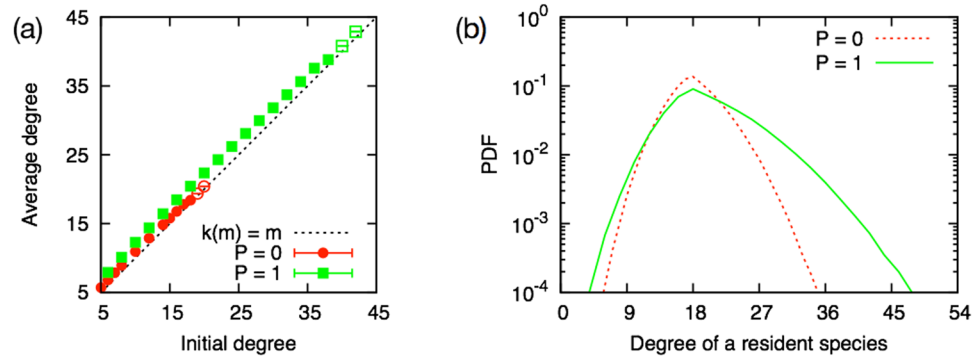 (a)
Average degree
45
35
25
15
5
k(m) = m
P = 0
P = 1
5 15 25 35 45
Initial degree
(b)
PDF
10^0
10^-1
10^-2
10^-3
10^-4
P = 0
P = 1
0 9 18 27 36 45 54
Degree of a resident species